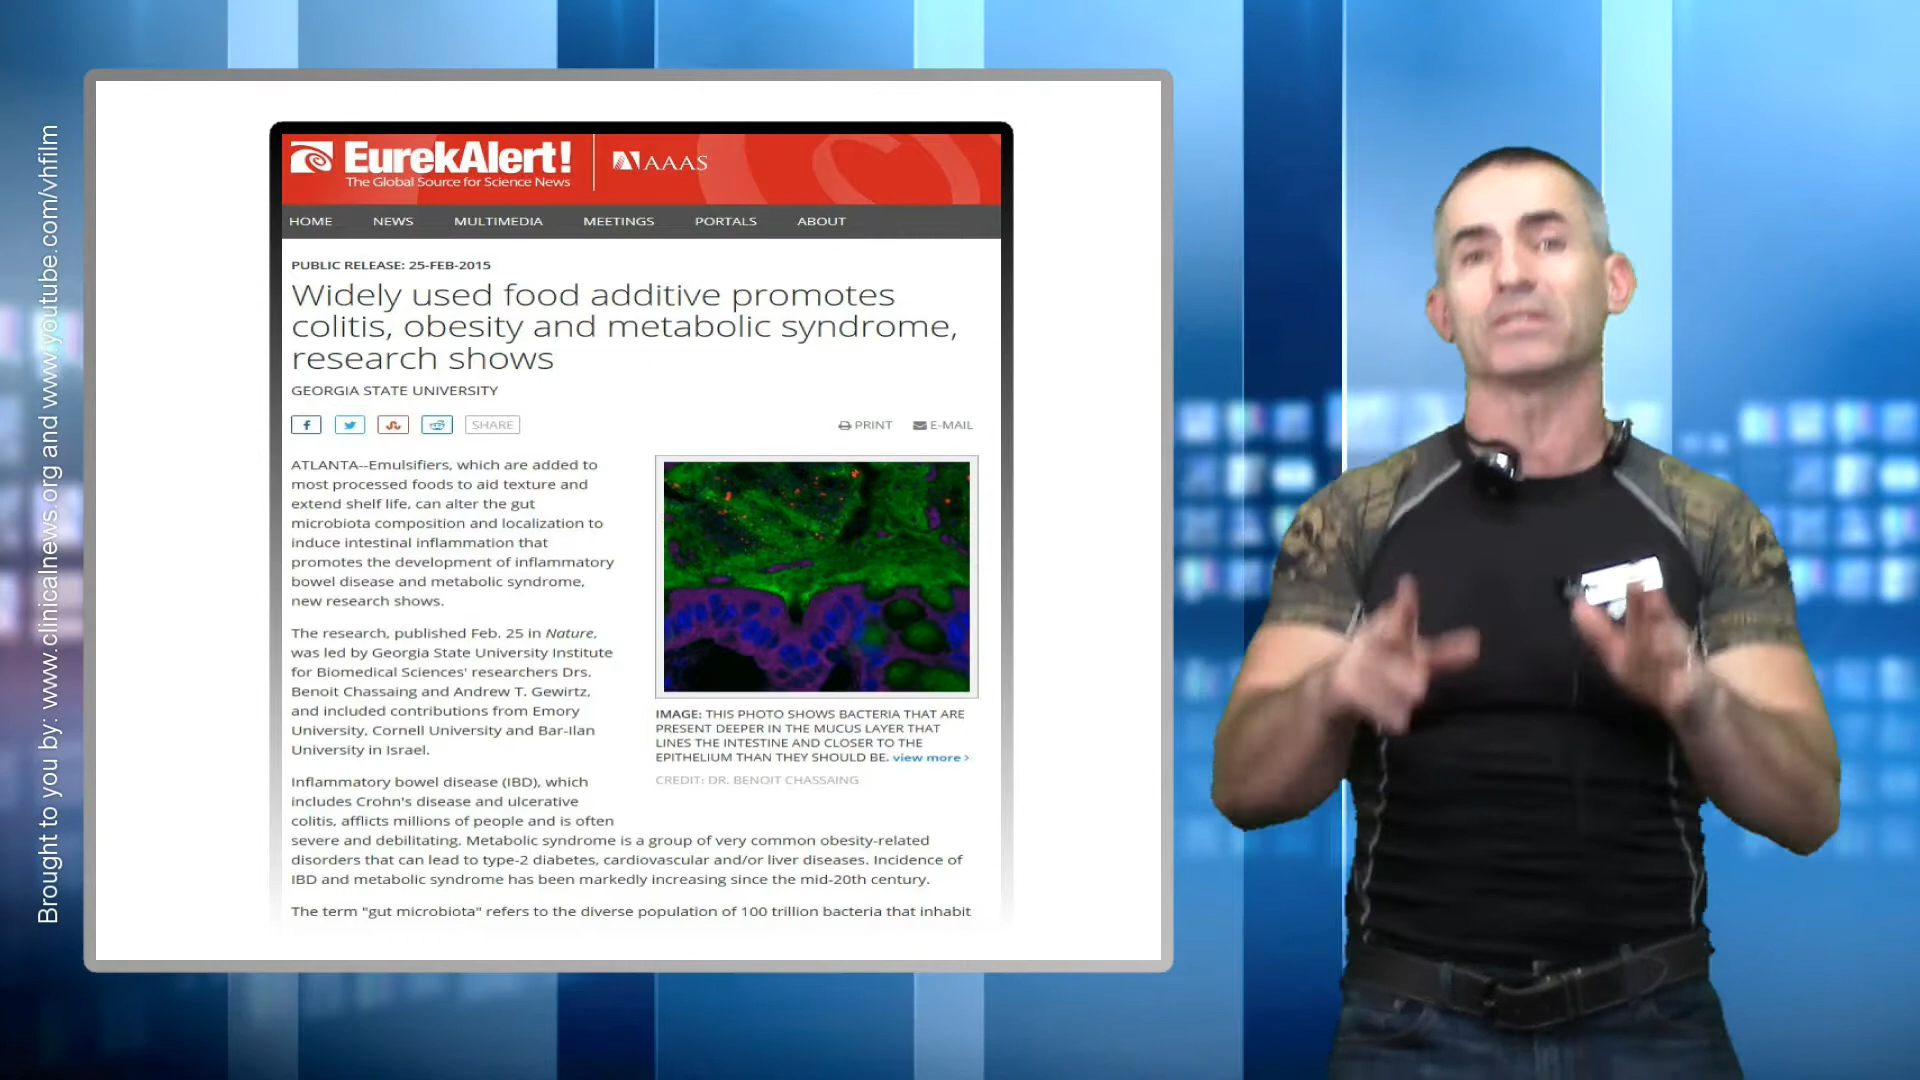 Brought to you by: www.clinicalnews.org and www.youtube.com/vhfilm
EurekAlert!
The Global Source for Science News
AAAS
HOME NEWS MULTIMEDIA MEETINGS PORTALS ABOUT
PUBLIC RELEASE: 25-FEB-2015
Widely used food additive promotes
colitis, obesity and metabolic syndrome,
research shows
GEORGIA STATE UNIVERSITY
SHARE
PRINT E-MAIL
ATLANTA--Emulsifiers, which are added to
most processed foods to aid texture and
extend shelf life, can alter the gut
microbiota composition and localization to
induce intestinal inflammation that
promotes the development of inflammatory
bowel disease and metabolic syndrome,
new research shows.
The research, published Feb. 25 in Nature,
was led by Georgia State University Institute
for Biomedical Sciences' researchers Drs.
Benoit Chassaing and Andrew T. Gewirtz,
and included contributions from Emory
University, Cornell University and Bar-Ilan
University in Israel.
IMAGE: THIS PHOTO SHOWS BACTERIA THAT ARE
PRESENT DEEPER IN THE MUCUS LAYER THAT
LINES THE INTESTINE AND CLOSER TO THE
EPITHELIUM THAN THEY SHOULD BE. view more >
CREDIT: DR. BENOIT CHASSAING
Inflammatory bowel disease (IBD), which
includes Crohn's disease and ulcerative
colitis, afflicts millions of people and is often
severe and debilitating. Metabolic syndrome is a group of very common obesity-related
disorders that can lead to type-2 diabetes, cardiovascular and/or liver diseases. Incidence of
IBD and metabolic syndrome has been markedly increasing since the mid-20th century.
The term "gut microbiota" refers to the diverse population of 100 trillion bacteria that inhabit